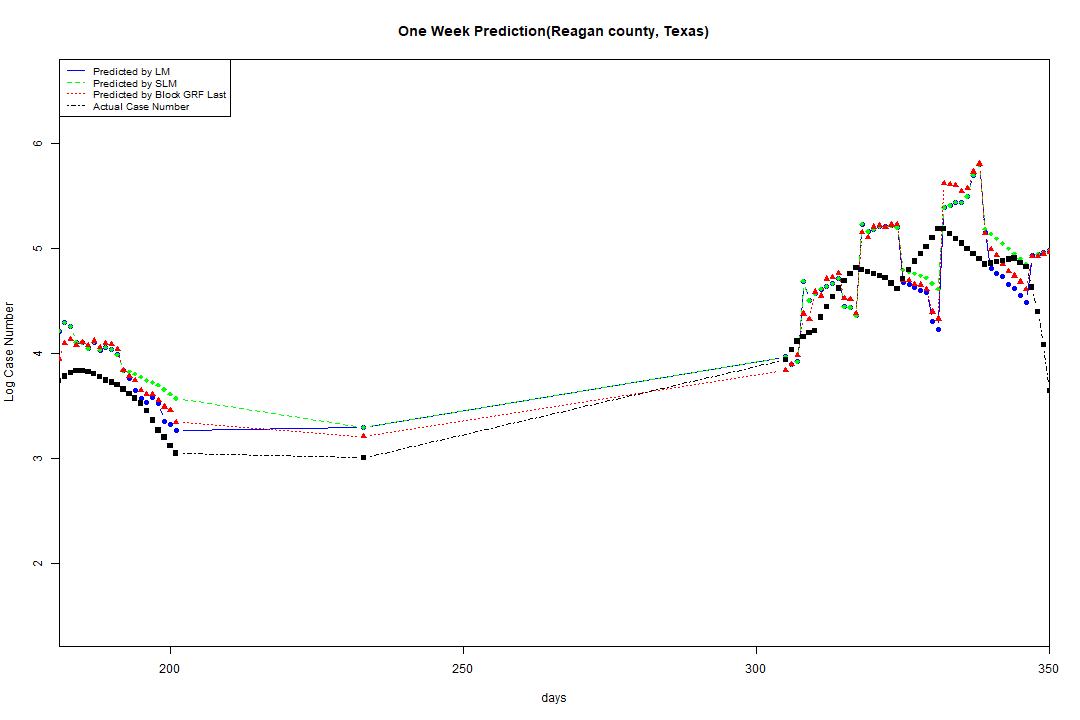 One Week Prediction(Reagan county, Texas)
Predicted by LM
Predicted by SLM
Predicted by Block GRF Last
Actual Case Number
Log Case Number
6
5
4
3
2
200 250 300 350
days